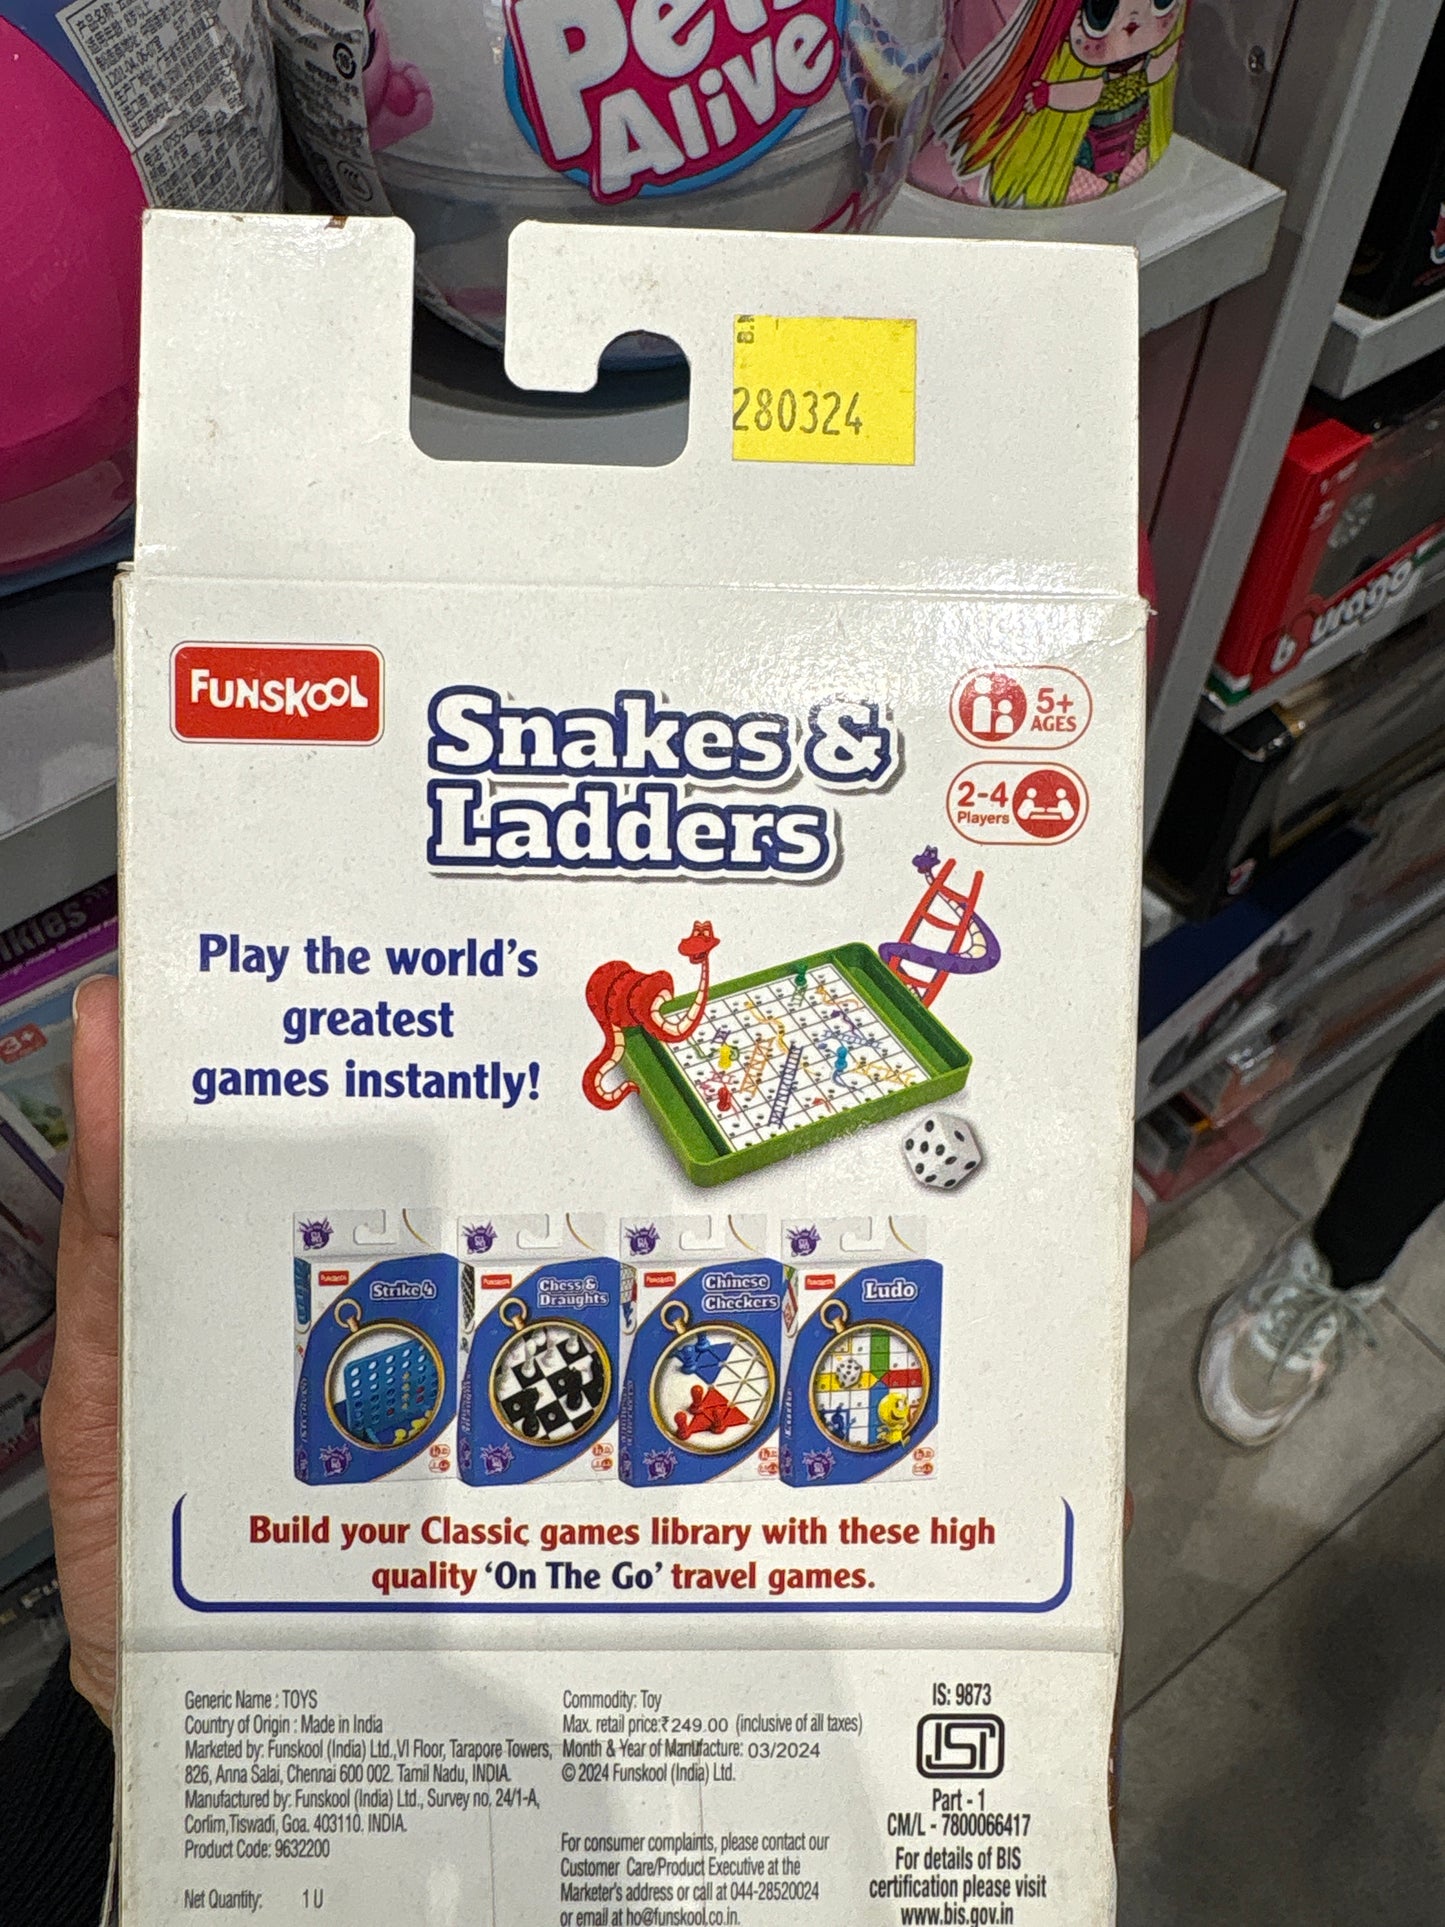 Pets
Alive
280324
burago
FUNSKOOL
Snakes &
Ladders
5+
AGES
2-4
Players
Play the world's
greatest
games instantly!
FUNSKOOL
Strike 4
FUNSKOOL
Chess &
Draughts
FUNSKOOL
Chinese
Checkers
FUNSKOOL
Ludo
Build your Classic games library with these high
quality ‘On The Go’ travel games.
Generic Name : TOYS
Country of Origin : Made in India
Marketed by: Funskool (India) Ltd.,VI Floor, Tarapore Towers,
826, Anna Salai, Chennai 600 002. Tamil Nadu, INDIA.
Manufactured by: Funskool (India) Ltd., Survey no. 24/1-A,
Corlim,Tiswadi, Goa. 403110. INDIA.
Product Code: 9632200
Net Quantity: 1 U
Commodity: Toy
Max. retail price:₹249.00 (inclusive of all taxes)
Month & Year of Manufacture: 03/2024
© 2024 Funskool (India) Ltd.
For consumer complaints, please contact our
Customer Care/Product Executive at the
Marketer's address or call at 044-28520024
or email at ho@funskool.co.in.
IS: 9873
ISI
Part - 1
CM/L - 7800066417
For details of BIS
certification please visit
www.bis.gov.in